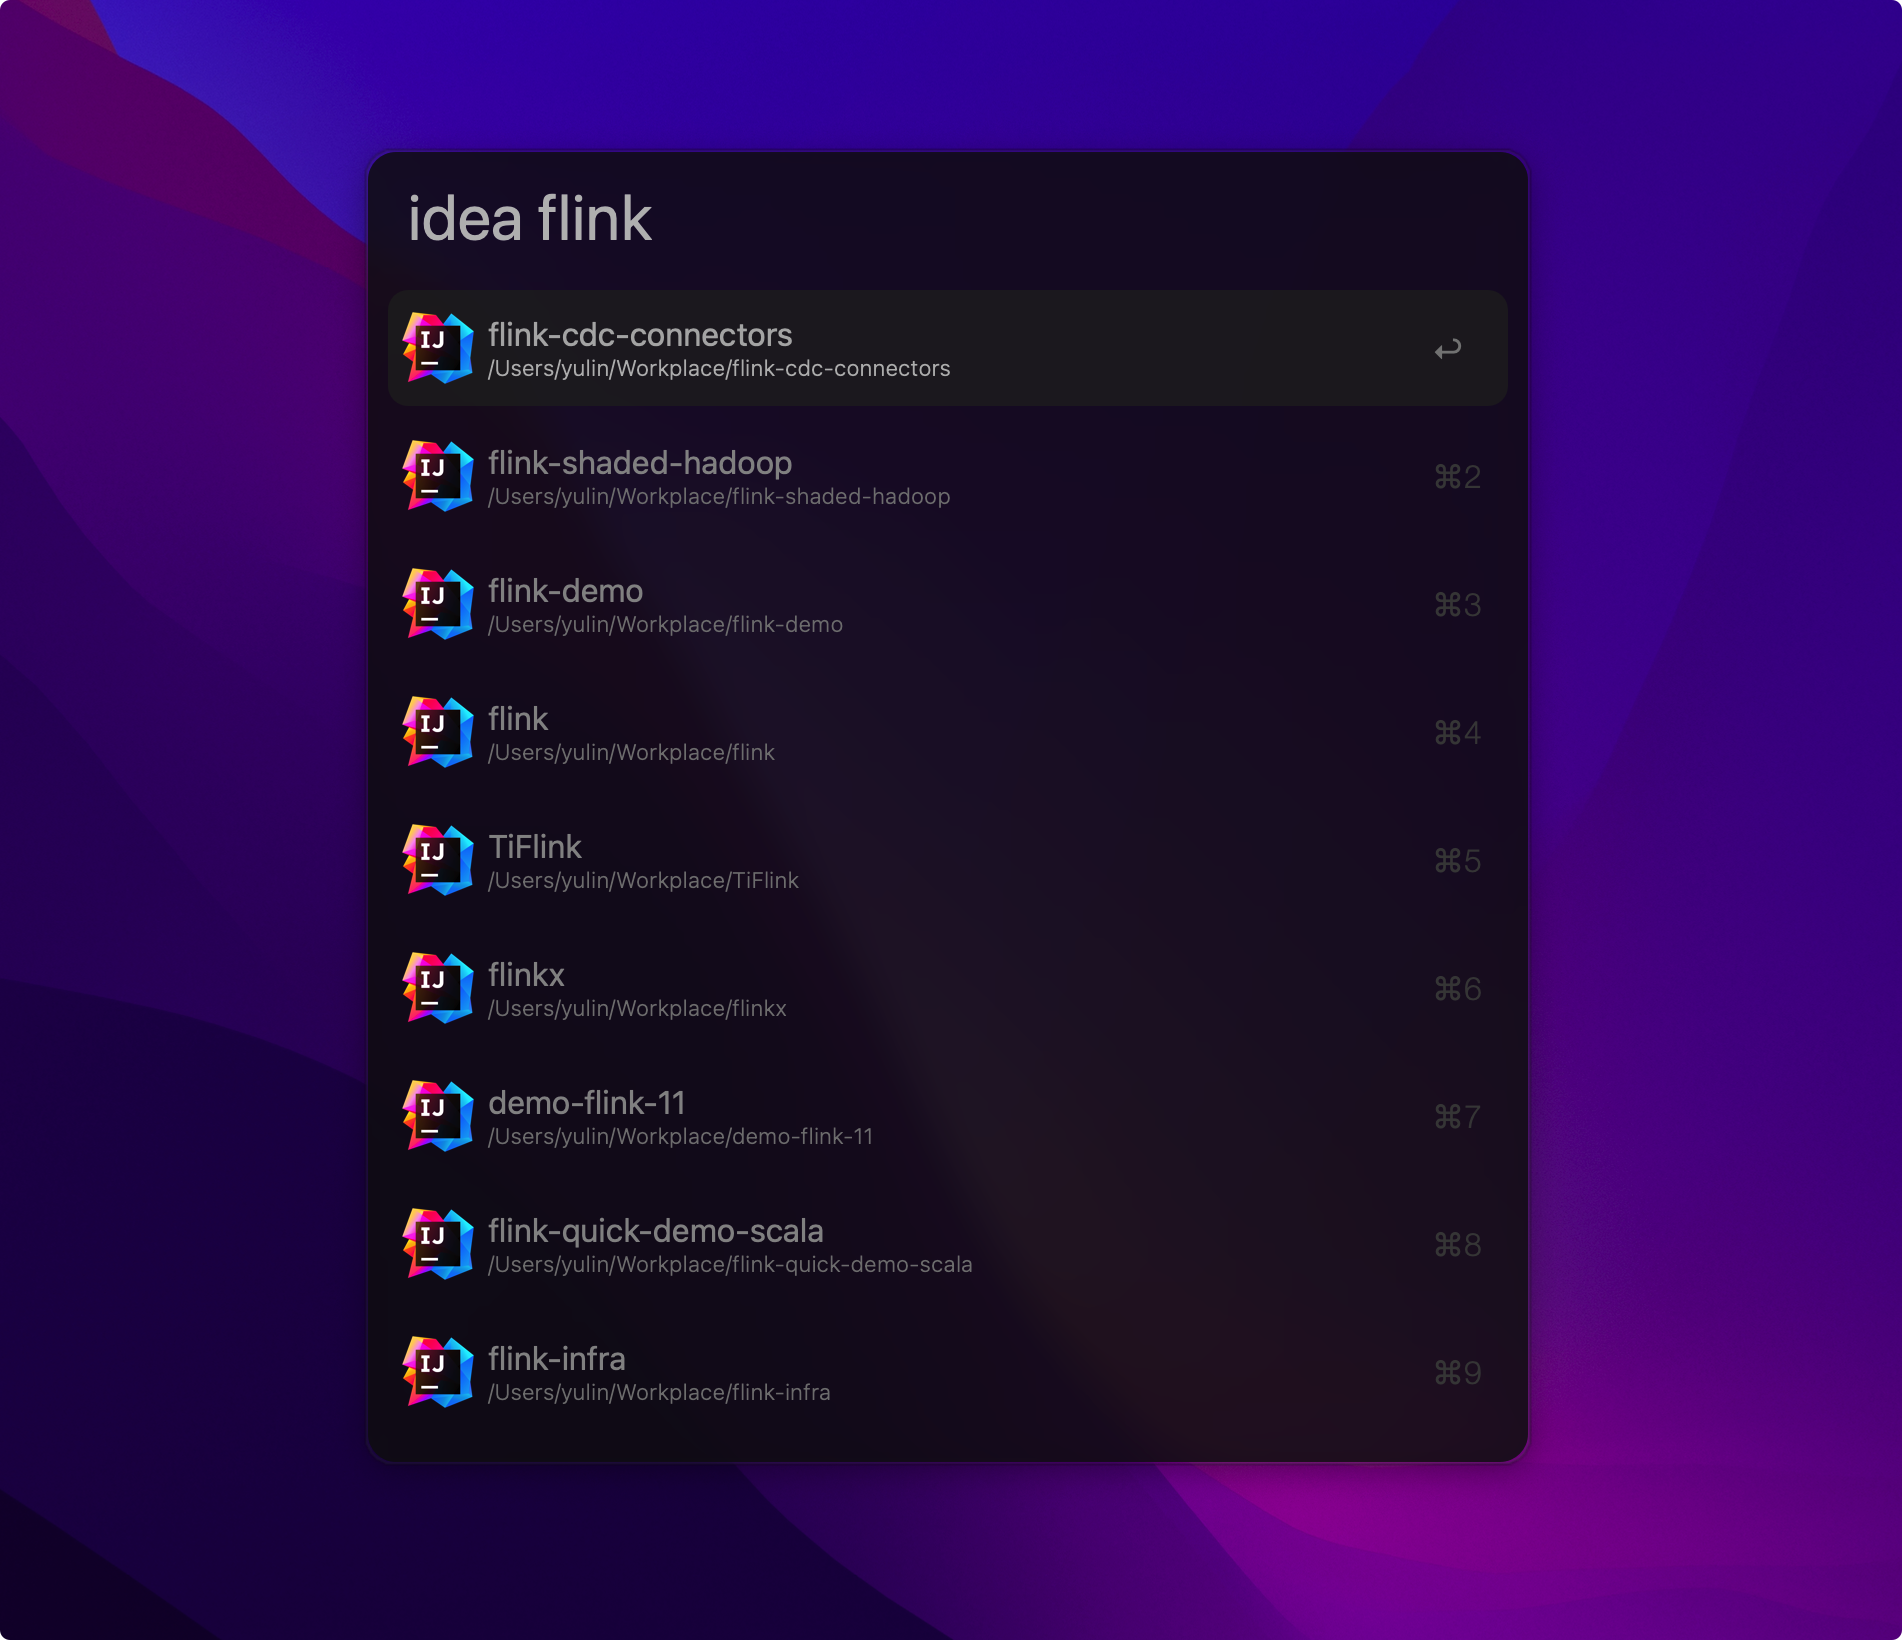 idea flink
IJ
flink-cdc-connectors
/Users/yulin/Workplace/flink-cdc-connectors
IJ
flink-shaded-hadoop
/Users/yulin/Workplace/flink-shaded-hadoop
⌘2
IJ
flink-demo
/Users/yulin/Workplace/flink-demo
⌘3
IJ
flink
/Users/yulin/Workplace/flink
⌘4
IJ
TiFlink
/Users/yulin/Workplace/TiFlink
⌘5
IJ
flinkx
/Users/yulin/Workplace/flinkx
⌘6
IJ
demo-flink-11
/Users/yulin/Workplace/demo-flink-11
⌘7
IJ
flink-quick-demo-scala
/Users/yulin/Workplace/flink-quick-demo-scala
⌘8
IJ
flink-infra
/Users/yulin/Workplace/flink-infra
⌘9